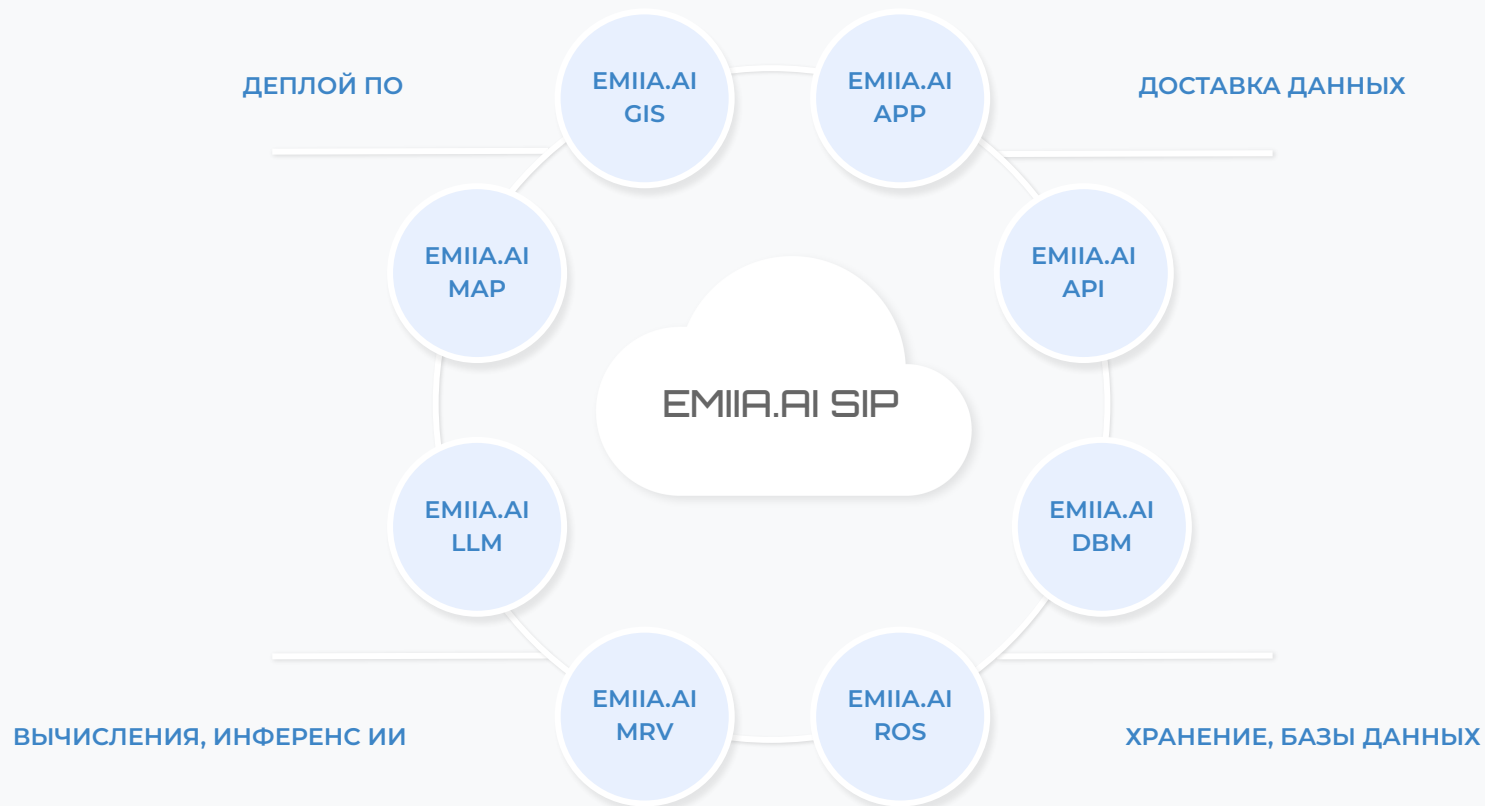 ДЕПЛОЙ ПО
EMIIA.AI
GIS
EMIIA.AI
APP
ДОСТАВКА ДАННЫХ
EMIIA.AI
MAP
EMIIA.AI
API
EMIIA.AI SIP
EMIIA.AI
LLM
EMIIA.AI
DBM
EMIIA.AI
MRV
EMIIA.AI
ROS
ВЫЧИСЛЕНИЯ, ИНФЕРЕНС ИИ
ХРАНЕНИЕ, БАЗЫ ДАННЫХ